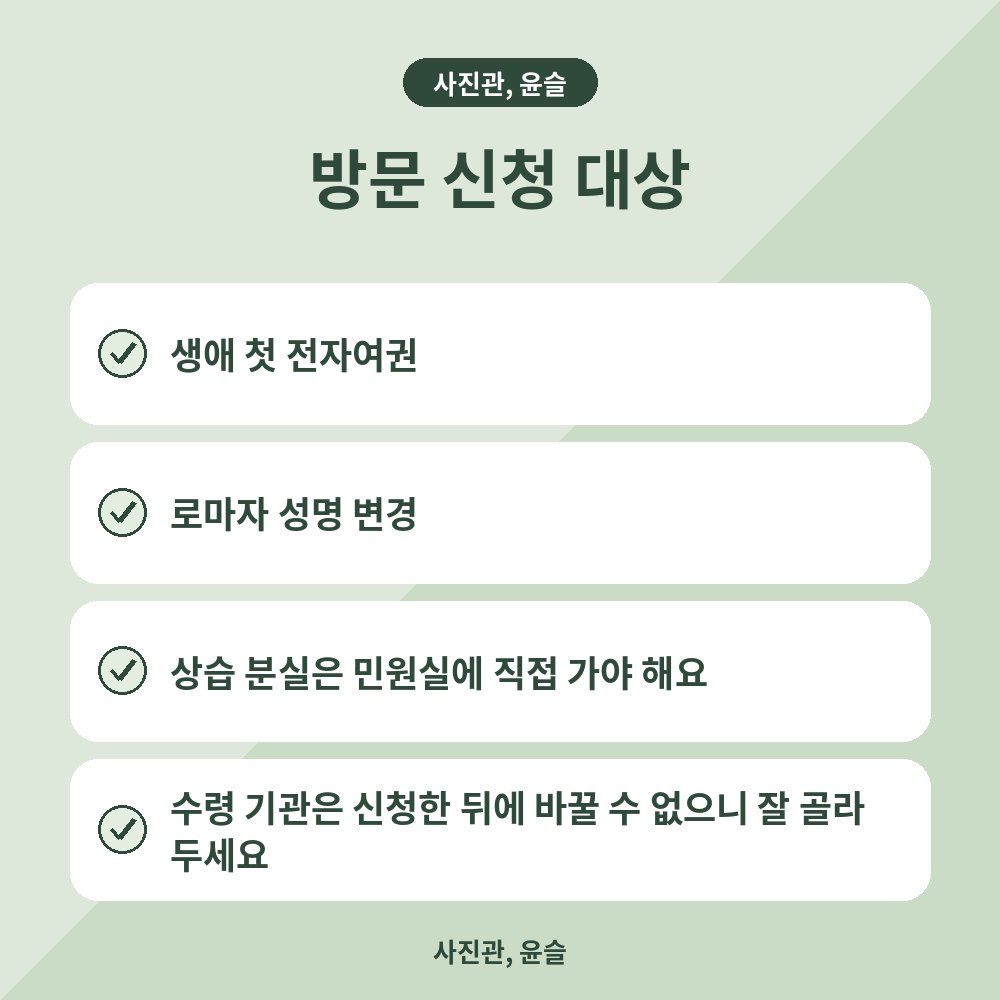 사진관, 윤슬
방문 신청 대상
생애 첫 전자여권
로마자 성명 변경
상습 분실은 민원실에 직접 가야 해요
수령 기관은 신청한 뒤에 바꿀 수 없으니 잘 골라
두세요
사진관, 윤슬